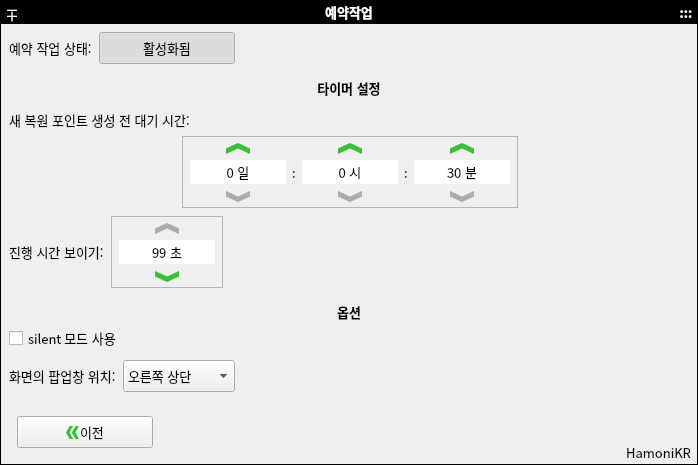 예약작업
예약 작업 상태: 활성화됨
타이머 설정
새 복원 포인트 생성 전 대기 시간:
0 일 : 0 시 : 30 분
진행 시간 보이기: 99 초
옵션
silent 모드 사용
화면의 팝업창 위치: 오른쪽 상단
이전
HamoniKR